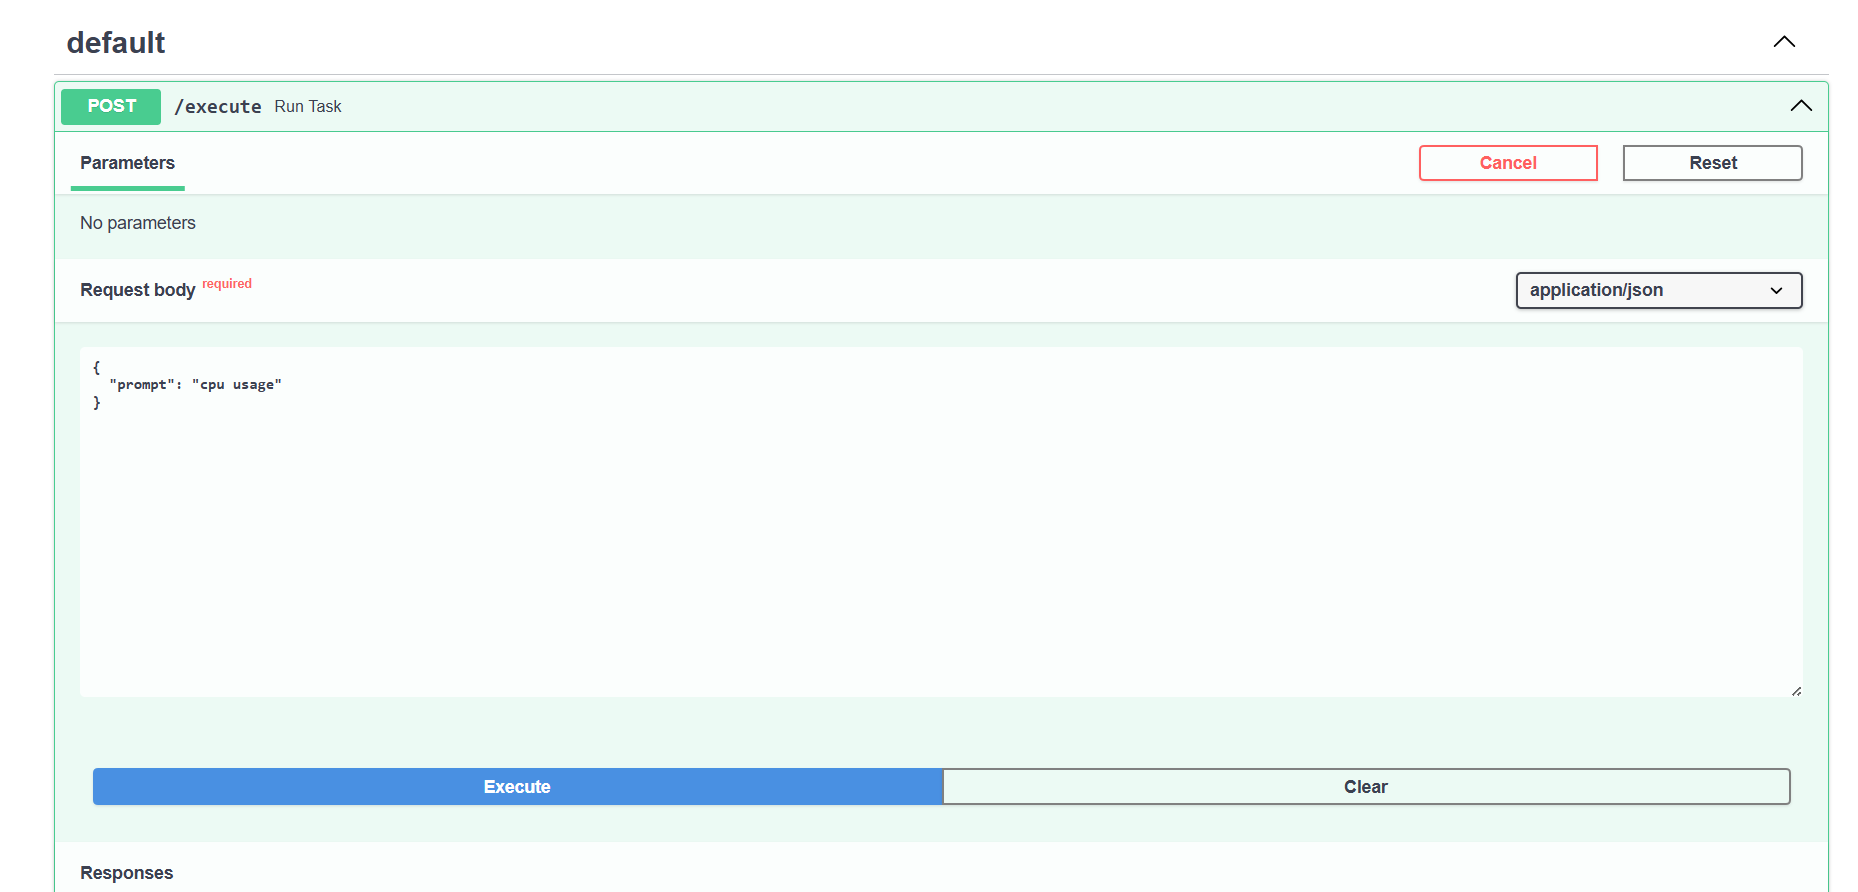 default
POST /execute Run Task
Parameters Cancel Reset
No parameters
Request body required application/json
{
  "prompt": "cpu usage"
}
Execute Clear
Responses